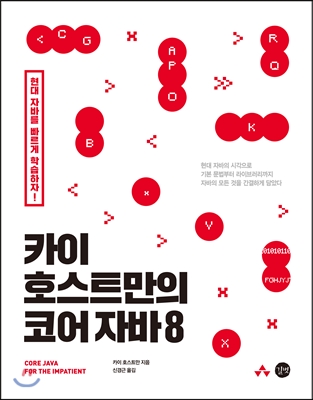 < C G
A P O
R O
현대 자바를 빠르게 학습하자!
B
K
x
Y
x
현대 자바의 시각으로
기본 문법부터 라이브러리까지
자바의 모든 것을 간결하게 담았다
카이
호스트만의
코어 자바 8
01010110
CORE JAVA
FOR THE IMPATIENT
카이 호스트만 지음
신경근 옮김
길벗